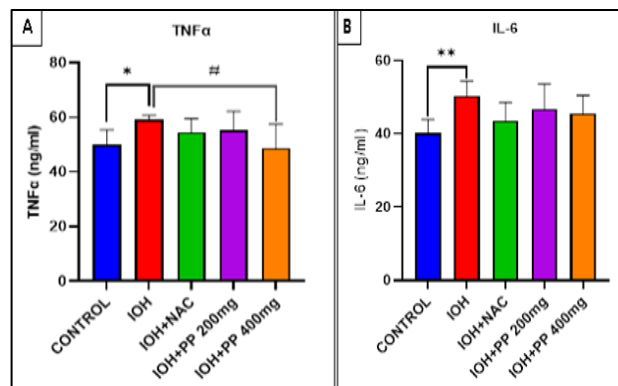 A
TNFα
*
#
TNFα (ng/ml)
80
60
40
20
0
CONTROL
IOH
IOH+NAC
IOH+PP 200mg
IOH+PP 400mg
B
IL-6
**
IL-6 (ng/ml)
60
40
20
0
CONTROL
IOH
IOH+NAC
IOH+PP 200mg
IOH+PP 400mg